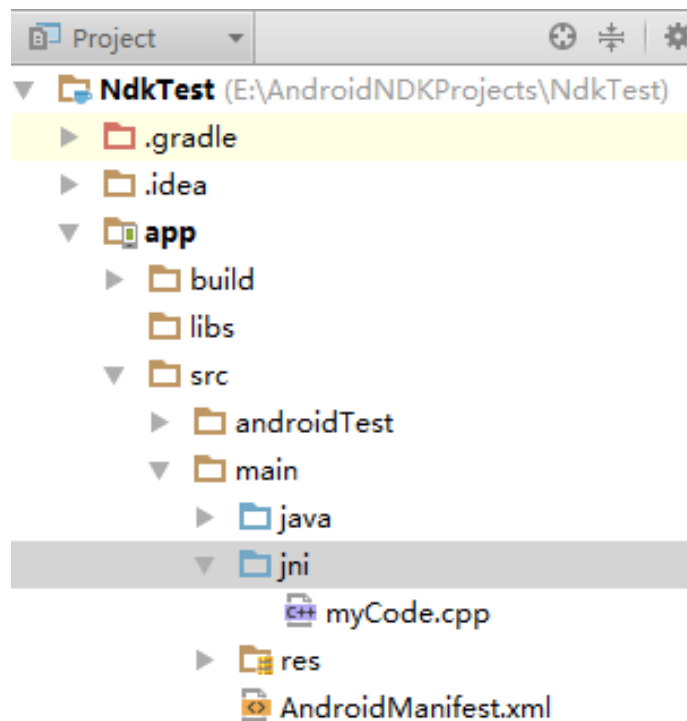 Project
NdkTest (E:\AndroidNDKProjects\NdkTest)
.gradle
.idea
app
build
libs
src
androidTest
main
java
jni
C++ myCode.cpp
res
AndroidManifest.xml